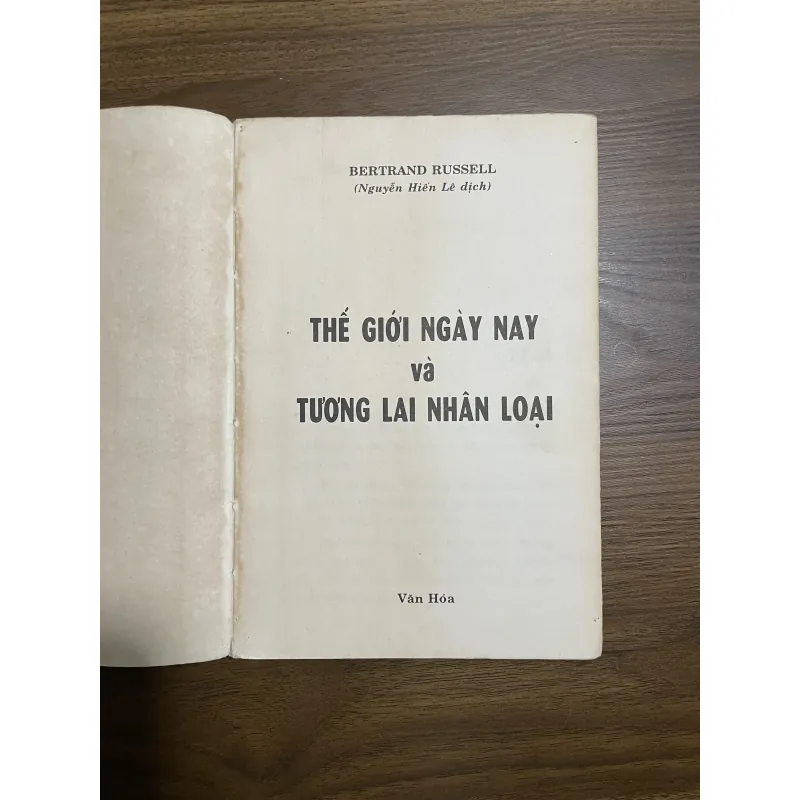 BERTRAND RUSSELL
(Nguyễn Hiến Lê dịch)
THẾ GIỚI NGÀY NAY
và
TƯƠNG LAI NHÂN LOẠI
Văn Hóa